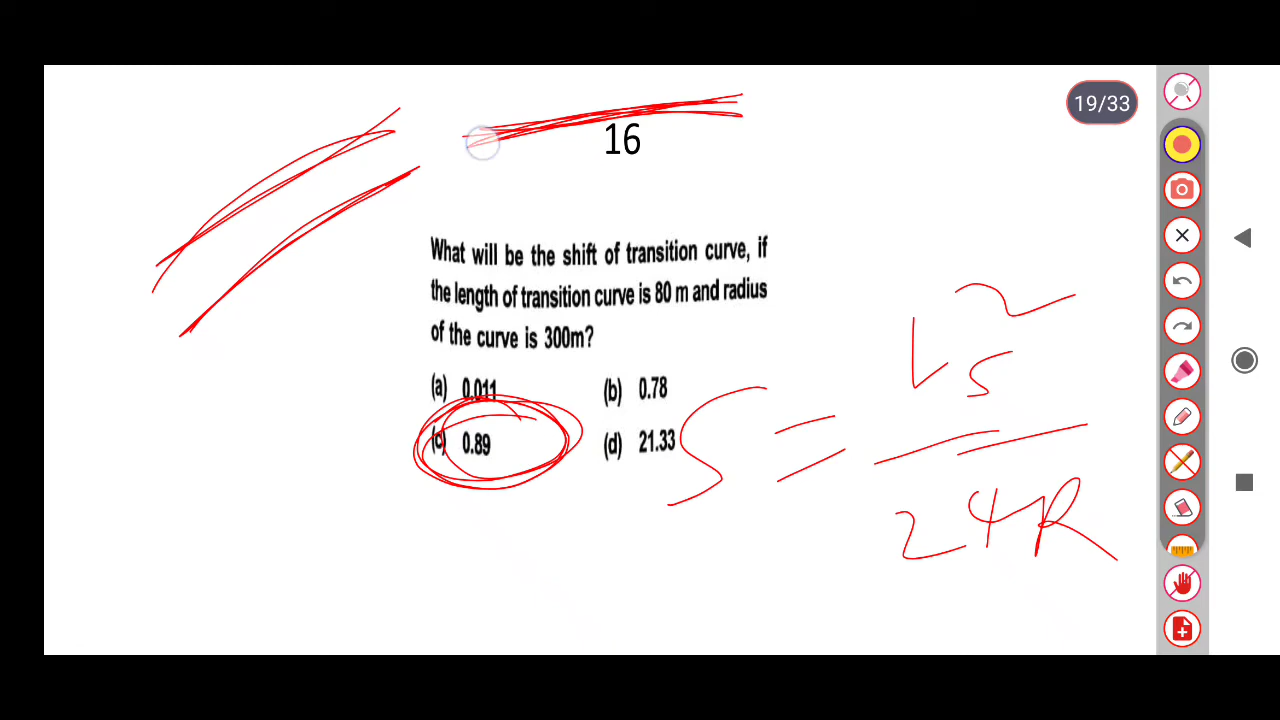 19/33
16
What will be the shift of transition curve, if
the length of transition curve is 80 m and radius
of the curve is 300m?
(a) 0.011 (b) 0.78
(c) 0.89 (d) 21.33
S = Ls² / 24R